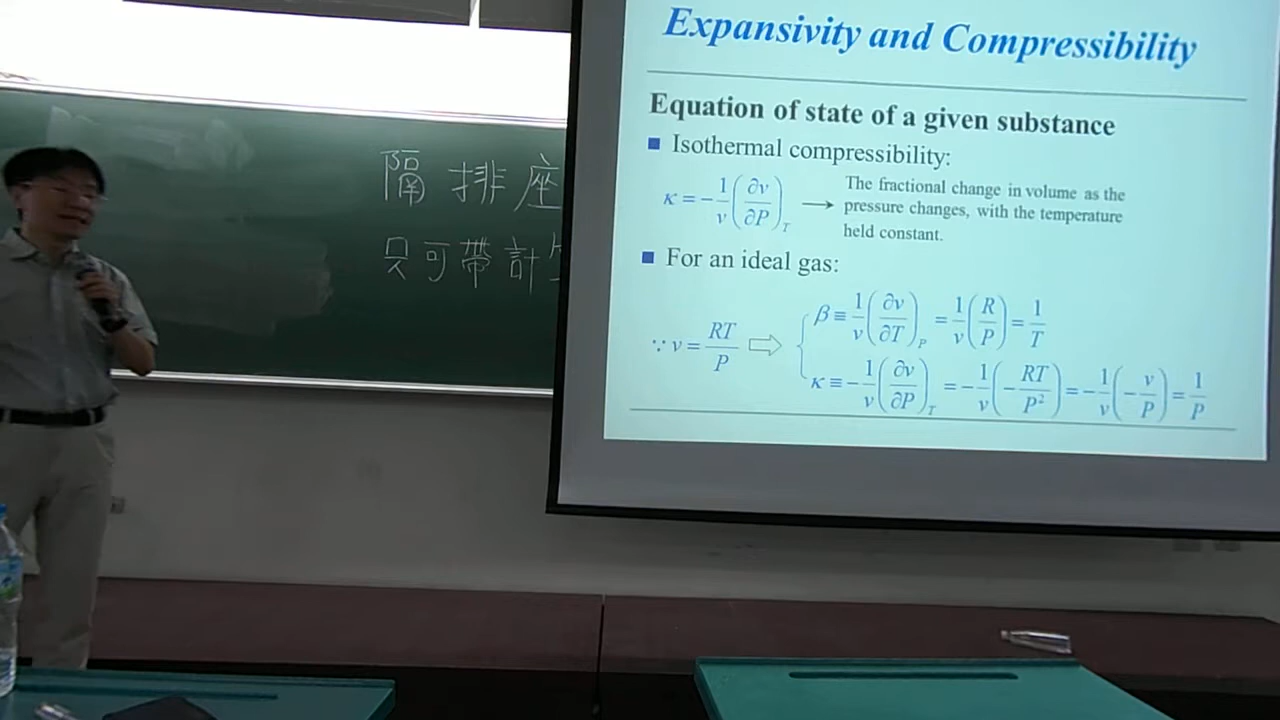 隔排座
只可帶計
Expansivity and Compressibility
Equation of state of a given substance
■ Isothermal compressibility:
κ = -1/v (∂v/∂P)_T → The fractional change in volume as the
pressure changes, with the temperature
held constant.
■ For an ideal gas:
∵ v = RT/P ⇨ { β ≡ 1/v (∂v/∂T)_P = 1/v (R/P) = 1/T
κ ≡ -1/v (∂v/∂P)_T = -1/v (-RT/P²) = -1/v (-v/P) = 1/P